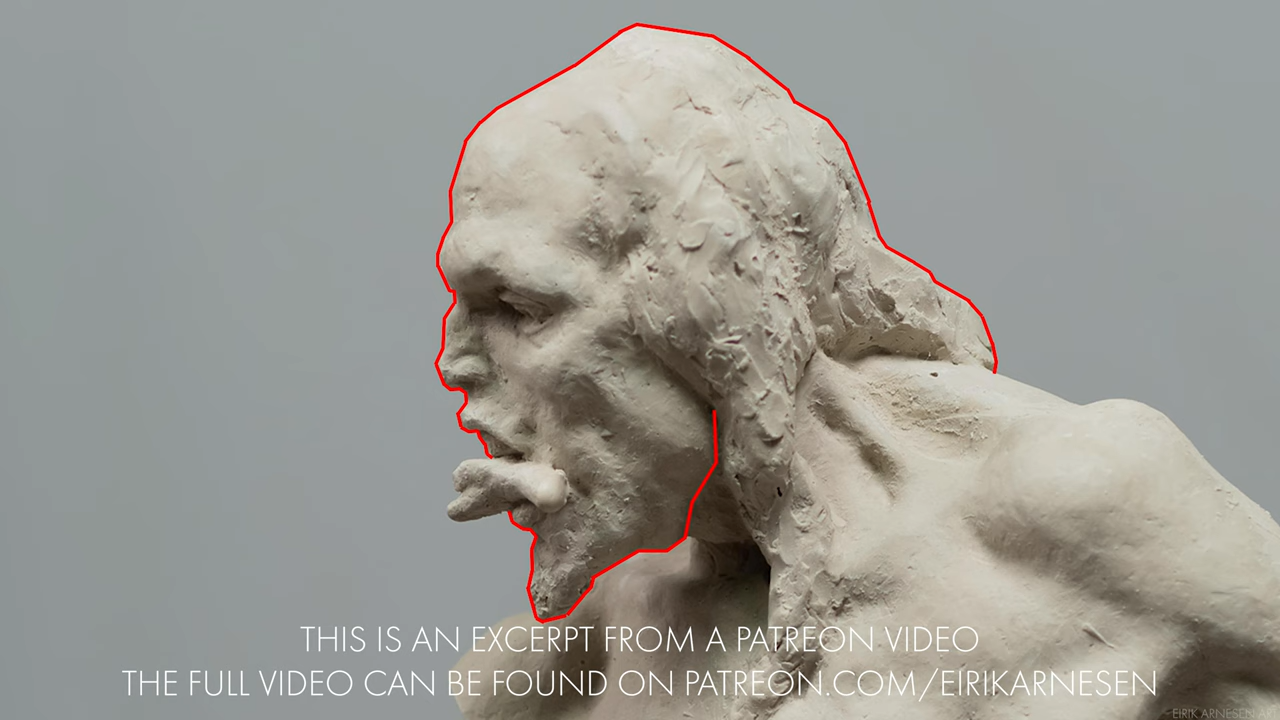 THIS IS AN EXCERPT FROM A PATREON VIDEO
THE FULL VIDEO CAN BE FOUND ON PATREON.COM/EIRIKARNESEN
EIRIK ARNESEN